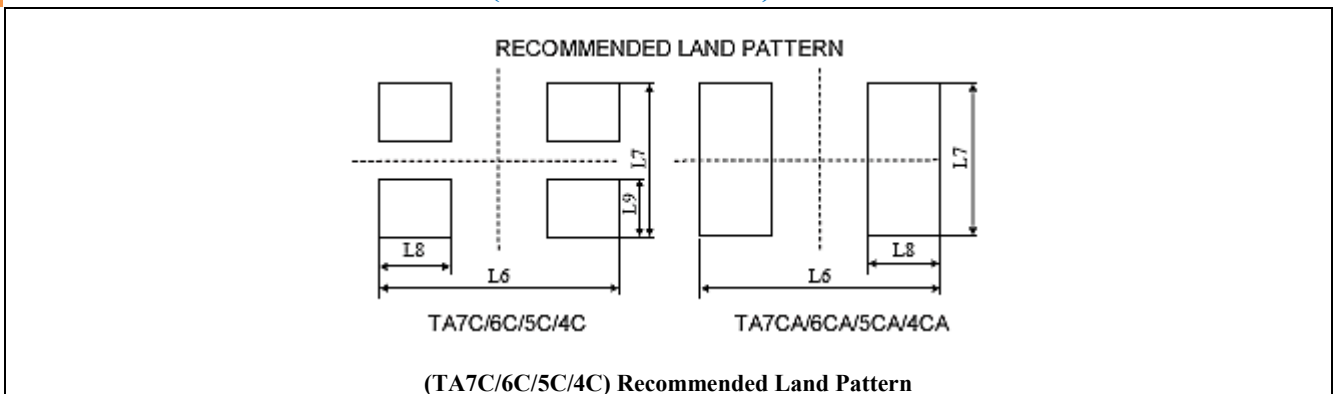 RECOMMENDED LAND PATTERN
L7
L9
L8
L6
TA7C/6C/5C/4C
L7
L8
L6
TA7CA/6CA/5CA/4CA
(TA7C/6C/5C/4C) Recommended Land Pattern